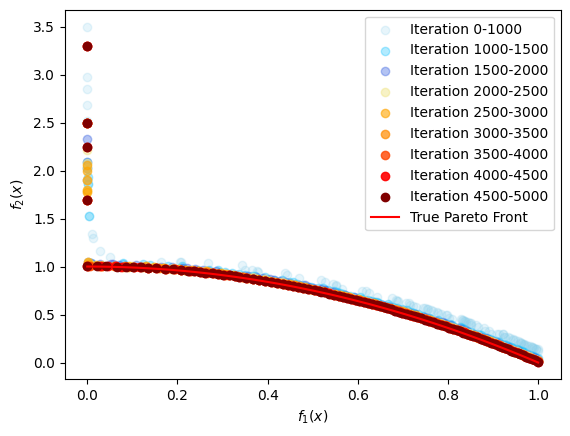 3.5
3.0
2.5
2.0
1.5
1.0
0.5
0.0
f₂(x)
0.0 0.2 0.4 0.6 0.8 1.0
f₁(x)
Iteration 0-1000
Iteration 1000-1500
Iteration 1500-2000
Iteration 2000-2500
Iteration 2500-3000
Iteration 3000-3500
Iteration 3500-4000
Iteration 4000-4500
Iteration 4500-5000
True Pareto Front